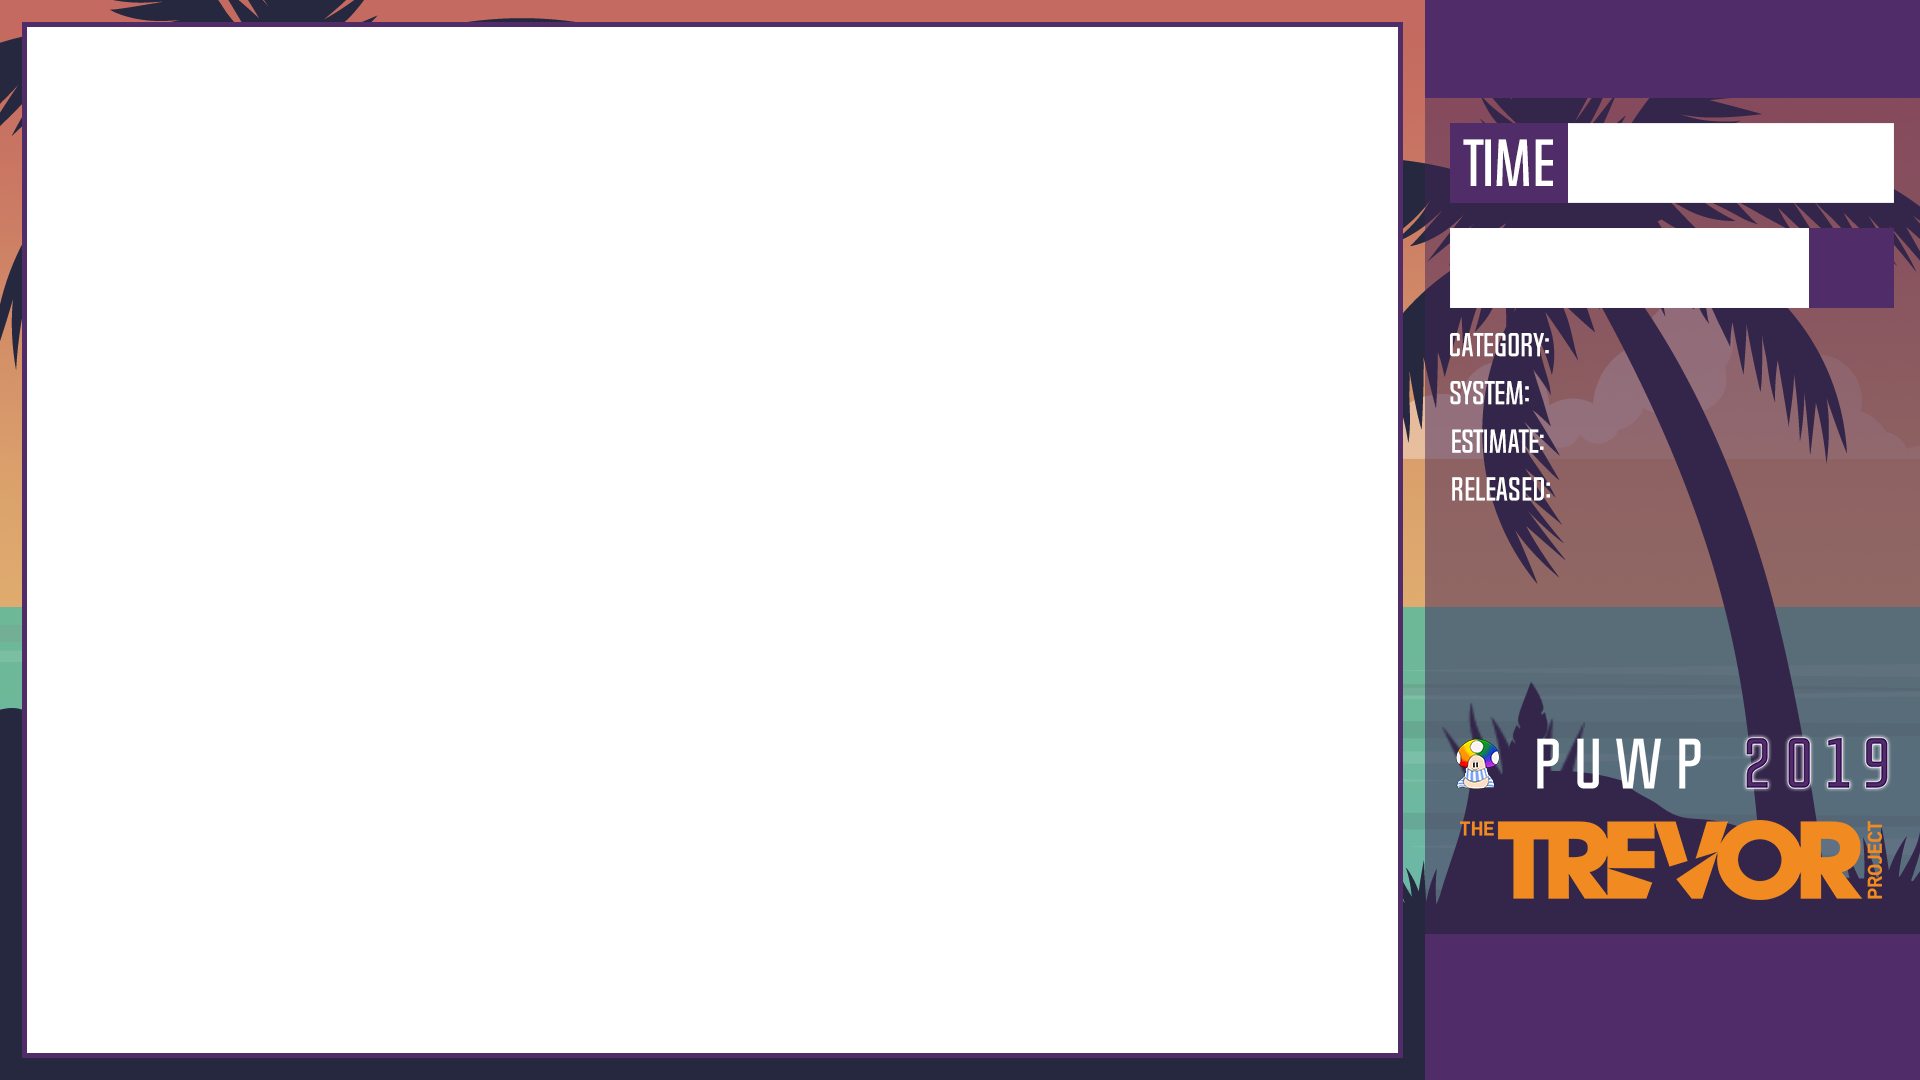 TIME
CATEGORY:
SYSTEM:
ESTIMATE:
RELEASED:
PUWP 2019
THE TREVOR PROJECT